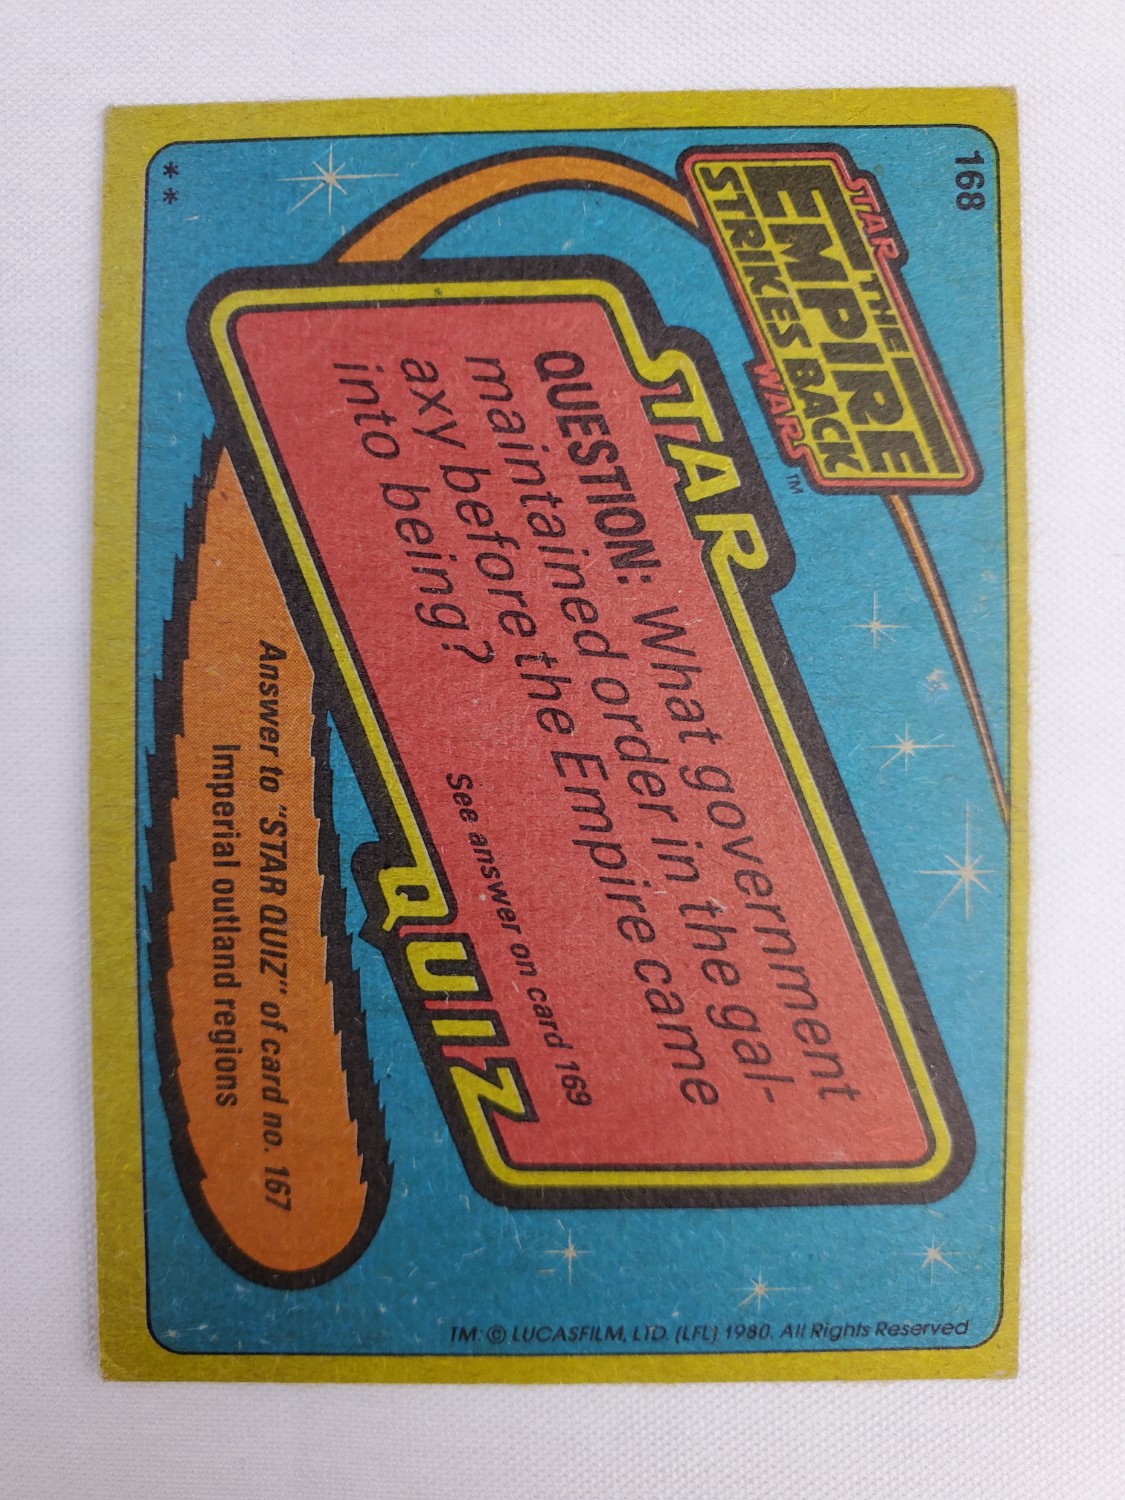 168
STAR
THE
EMPIRE
STRIKES BACK
WARS™
STAR
QUESTION: What government
maintained order in the gal-
axy before the Empire came
into being?
See answer on card 169
QUIZ
Answer to "STAR QUIZ" of card no. 167
Imperial outland regions
**
TM: © LUCASFILM, LTD. (LFL) 1980. All Rights Reserved